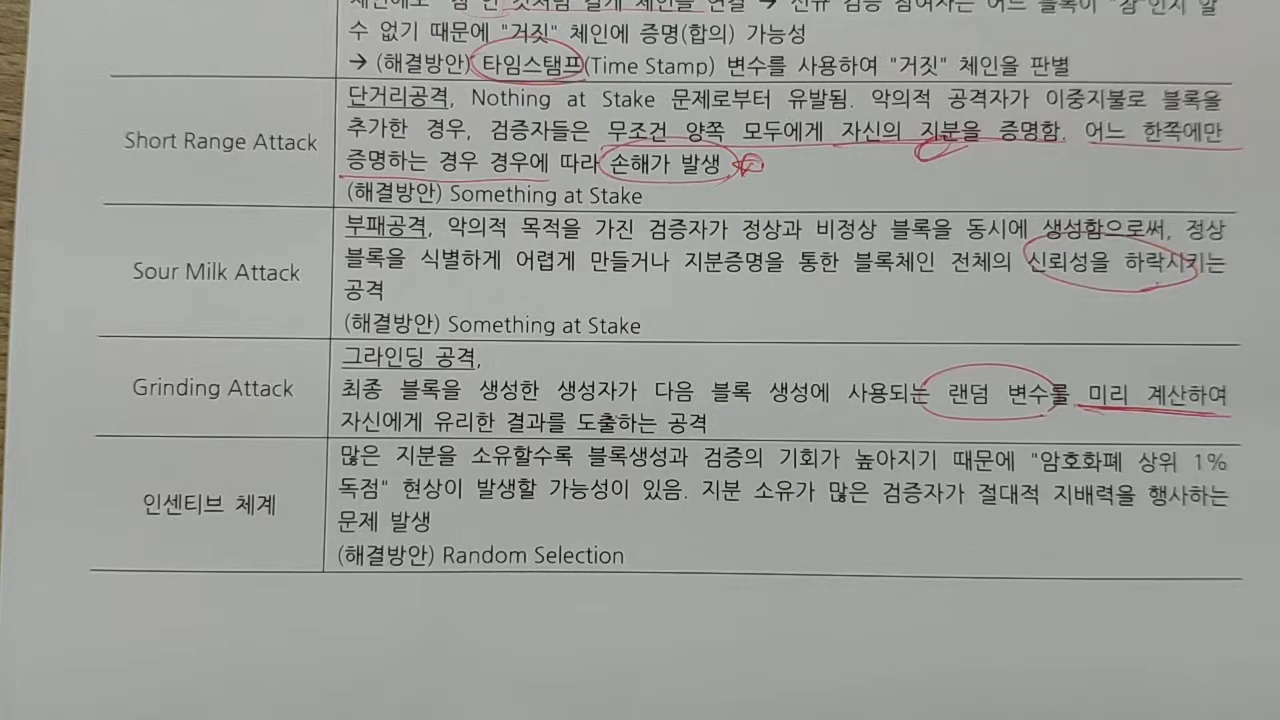 수 없기 때문에 "거짓" 체인에 증명(합의) 가능성
→ (해결방안) 타임스탬프(Time Stamp) 변수를 사용하여 "거짓" 체인을 판별
Short Range Attack
단거리공격, Nothing at Stake 문제로부터 유발됨. 악의적 공격자가 이중지불로 블록을
추가한 경우, 검증자들은 무조건 양쪽 모두에게 자신의 지분을 증명함. 어느 한쪽에만
증명하는 경우 경우에 따라 손해가 발생
(해결방안) Something at Stake
Sour Milk Attack
부패공격, 악의적 목적을 가진 검증자가 정상과 비정상 블록을 동시에 생성함으로써, 정상
블록을 식별하게 어렵게 만들거나 지분증명을 통한 블록체인 전체의 신뢰성을 하락시키는
공격
(해결방안) Something at Stake
Grinding Attack
그라인딩 공격,
최종 블록을 생성한 생성자가 다음 블록 생성에 사용되는 랜덤 변수를 미리 계산하여
자신에게 유리한 결과를 도출하는 공격
인센티브 체계
많은 지분을 소유할수록 블록생성과 검증의 기회가 높아지기 때문에 "암호화폐 상위 1%
독점" 현상이 발생할 가능성이 있음. 지분 소유가 많은 검증자가 절대적 지배력을 행사하는
문제 발생
(해결방안) Random Selection